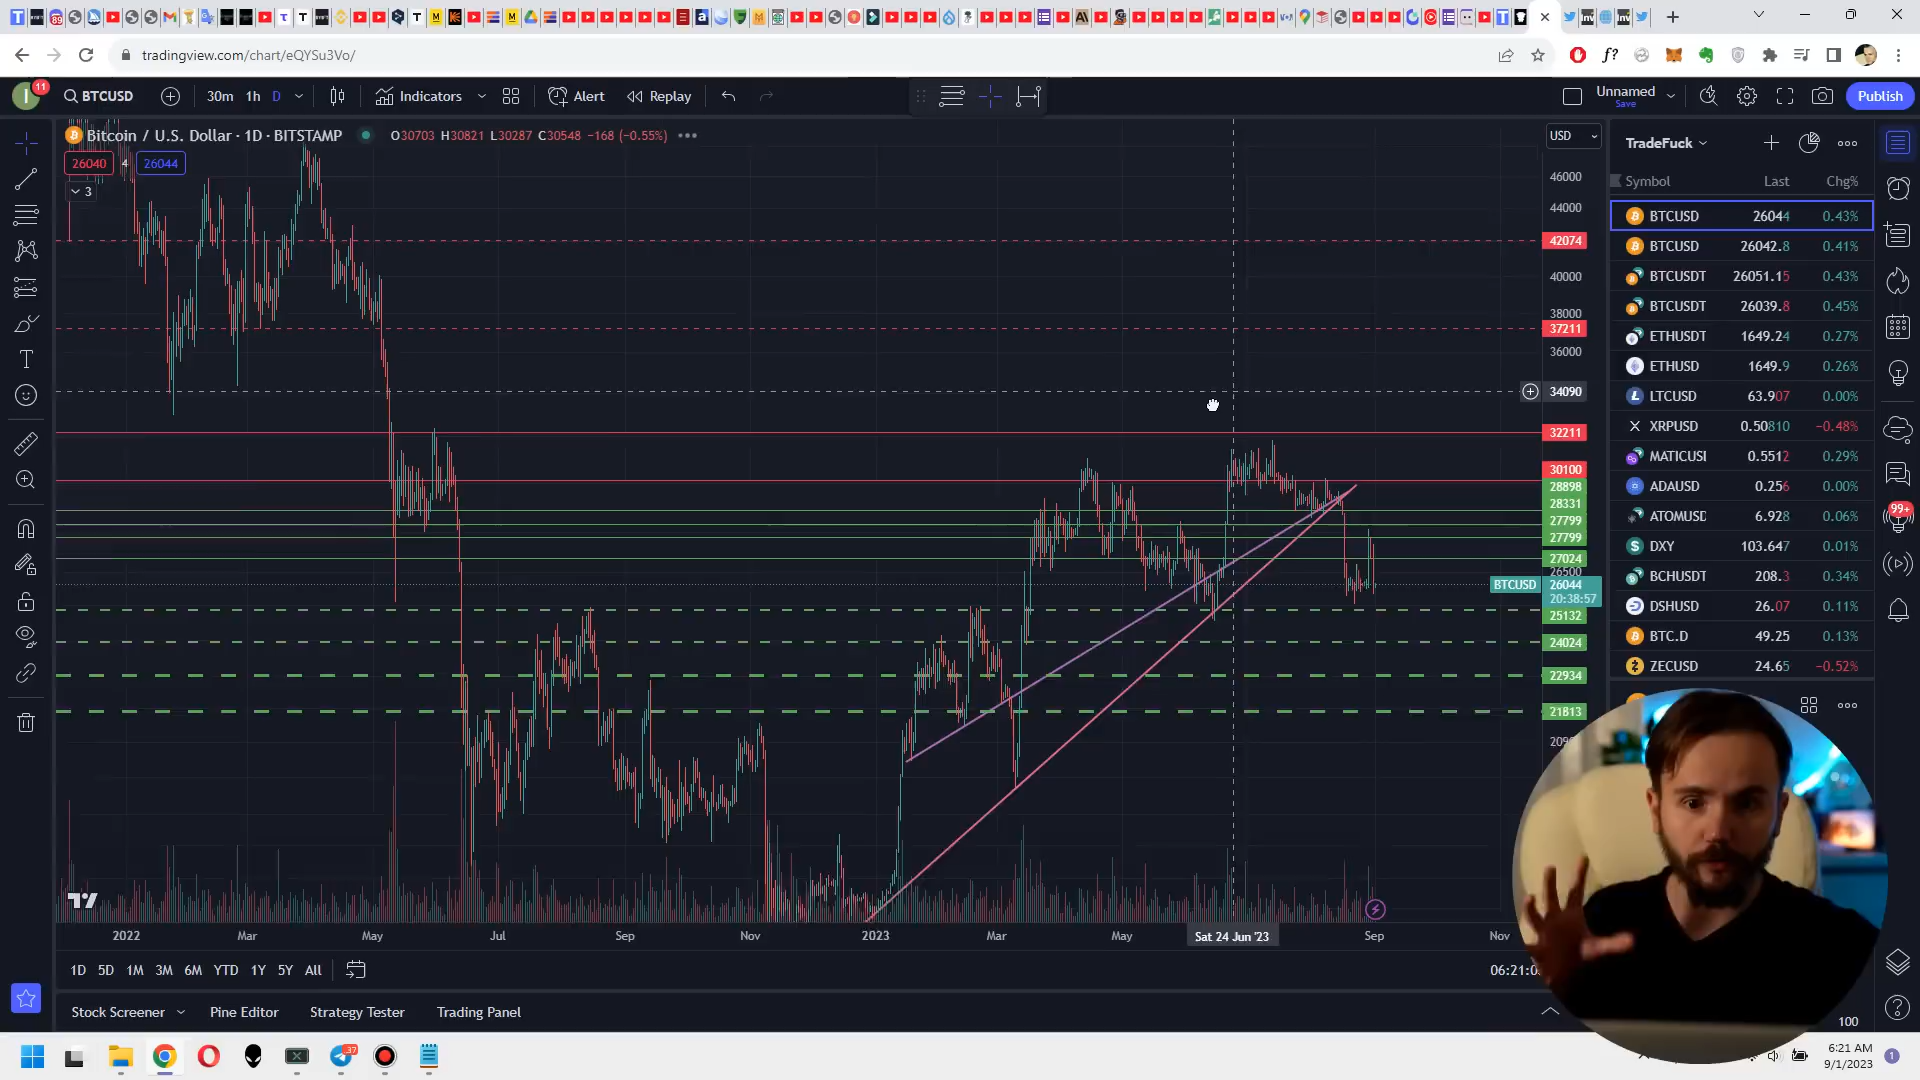 89
tradingview.com/chart/eQYSu3Vo/
f?
I
11
BTCUSD
30m 1h D
Indicators
Alert
Replay
Unnamed
Save
Publish
Bitcoin / U.S. Dollar · 1D · BITSTAMP
O30703 H30821 L30287 C30548 −168 (−0.55%)
USD
26040 4 26044
3
46000
44000
42074
40000
38000
37211
36000
34090
32211
30100
28898
28331
27799
27799
27024
26500
BTCUSD 26044
20:38:57
25132
24024
22934
21813
2022 Mar May Jul Sep Nov 2023 Mar May Sat 24 Jun '23 Sep Nov
1D 5D 1M 3M 6M YTD 1Y 5Y All
Stock Screener Pine Editor Strategy Tester Trading Panel
TradeFuck
Symbol Last Chg%
BTCUSD 26044 0.43%
BTCUSD 26042.8 0.41%
BTCUSDT 26051.15 0.43%
BTCUSDT 26039.8 0.45%
ETHUSDT 1649.24 0.27%
ETHUSD 1649.9 0.26%
LTCUSD 63.907 0.00%
XRPUSD 0.50810 −0.48%
MATICUSI 0.5512 0.29%
ADAUSD 0.256 0.00%
ATOMUSD 6.928 0.06%
DXY 103.647 0.01%
BCHUSDT 208.3 0.34%
DSHUSD 26.07 0.11%
BTC.D 49.25 0.13%
ZECUSD 24.65 −0.52%
99+
100
37
6:21 AM
9/1/2023
1